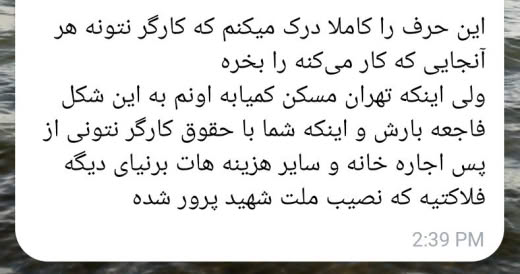 این حرف را کاملا درک میکنم که کارگر نتونه هر
آنجایی که کار می‌کنه را بخره
ولی اینکه تهران مسکن کمیابه اونم به این شکل
فاجعه بارش و اینکه شما با حقوق کارگر نتونی از
پس اجاره خانه و سایر هزینه هات برنیای دیگه
فلاکتیه که نصیب ملت شهید پرور شده
2:39 PM